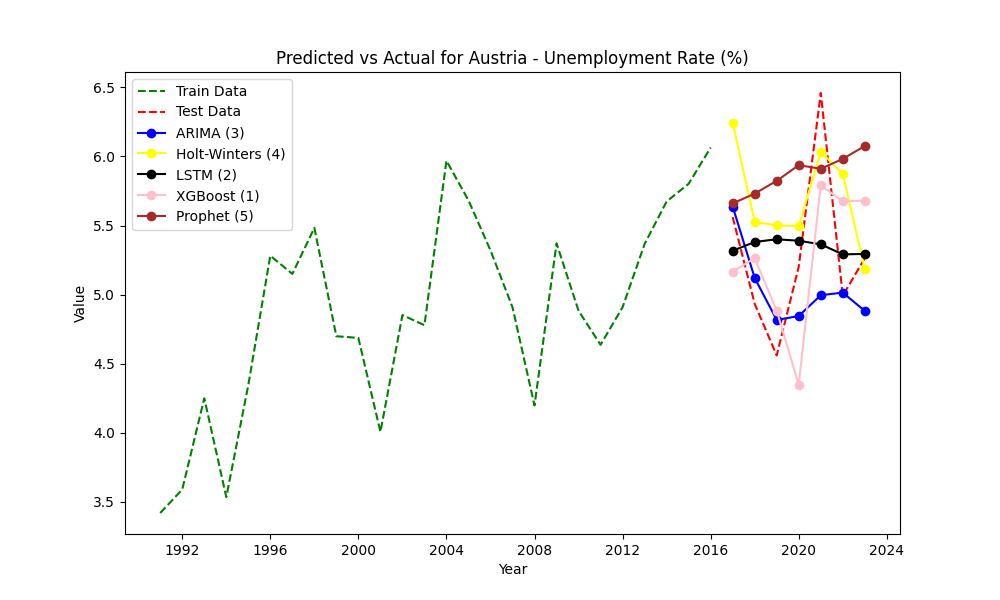 Predicted vs Actual for Austria - Unemployment Rate (%)
Train Data
Test Data
ARIMA (3)
Holt-Winters (4)
LSTM (2)
XGBoost (1)
Prophet (5)
6.5
6.0
5.5
5.0
4.5
4.0
3.5
Value
1992 1996 2000 2004 2008 2012 2016 2020 2024
Year